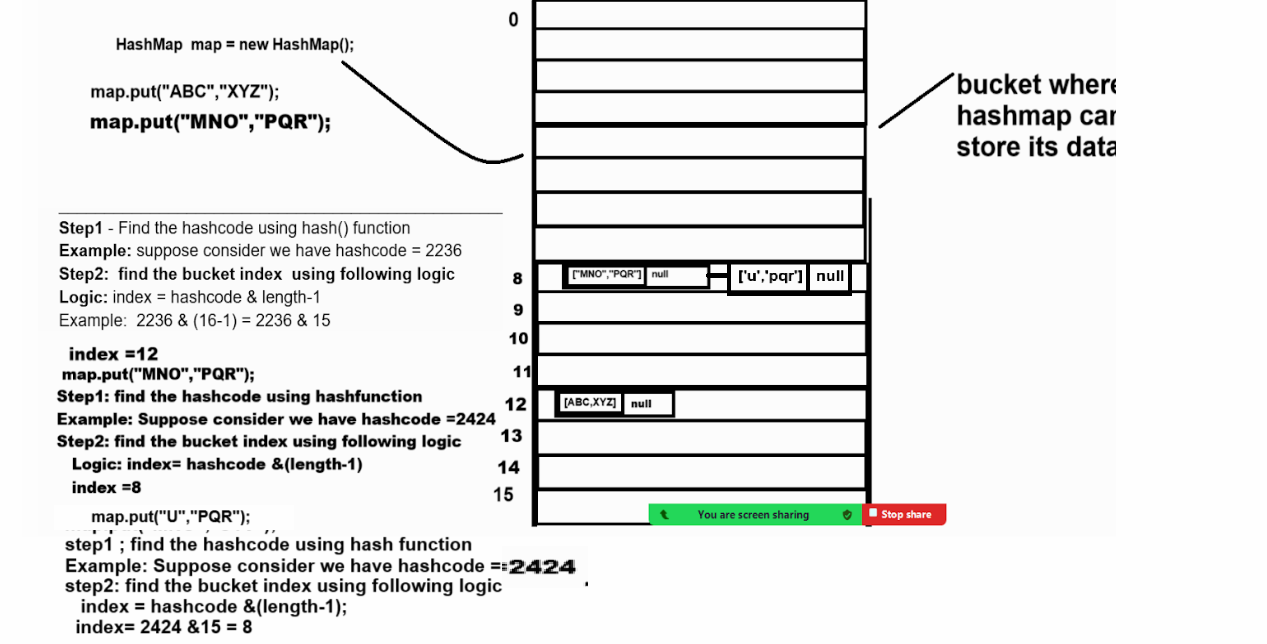 HashMap map = new HashMap();
map.put("ABC","XYZ");
map.put("MNO","PQR");
Step1 - Find the hashcode using hash() function
Example: suppose consider we have hashcode = 2236
Step2: find the bucket index using following logic
Logic: index = hashcode & length-1
Example: 2236 & (16-1) = 2236 & 15
index =12
map.put("MNO","PQR");
Step1: find the hashcode using hashfunction
Example: Suppose consider we have hashcode =2424
Step2: find the bucket index using following logic
Logic: index= hashcode &(length-1)
index =8
map.put("U","PQR");
step1 ; find the hashcode using hash function
Example: Suppose consider we have hashcode ==2424
step2: find the bucket index using following logic
index = hashcode &(length-1);
index= 2424 &15 = 8
0
8 ["MNO","PQR"] null ['u','pqr'] null
9
10
11
12 [ABC,XYZ] null
13
14
15
You are screen sharing Stop share
bucket where
hashmap can
store its data